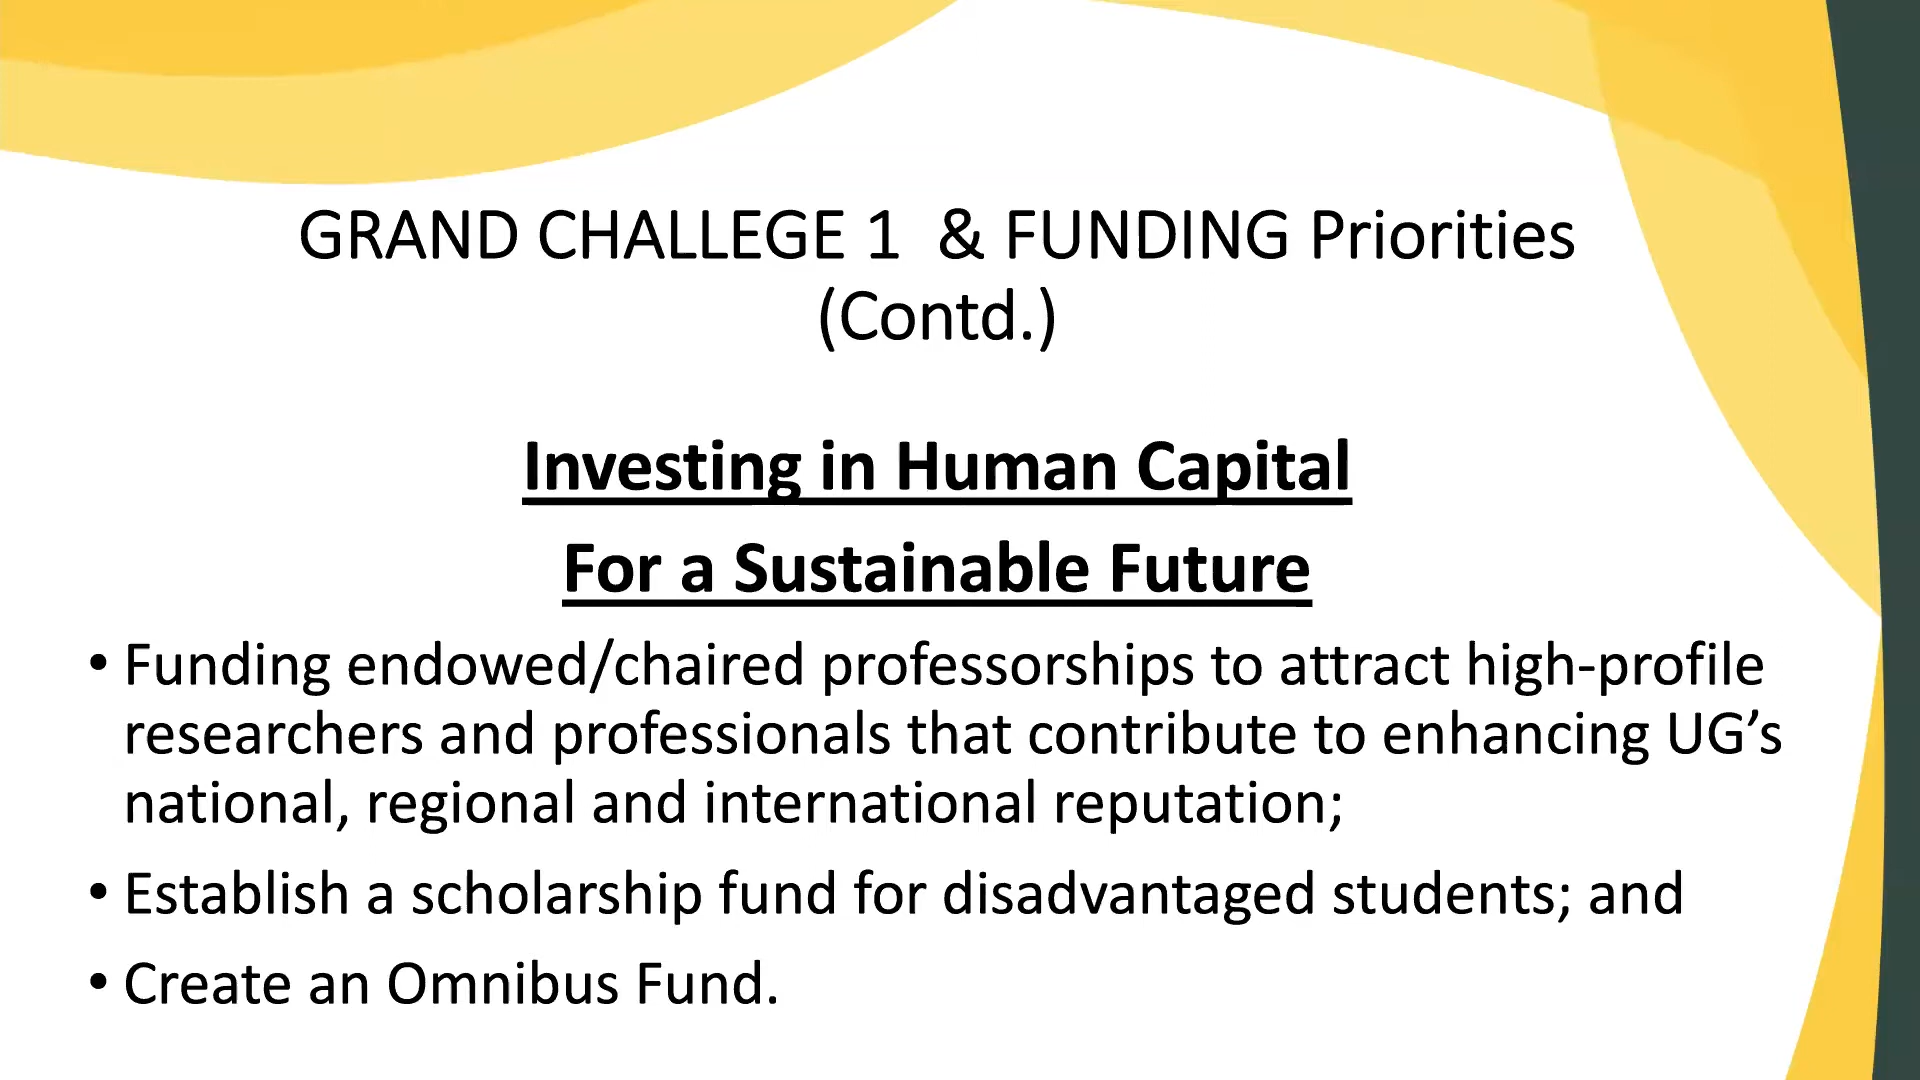 GRAND CHALLEGE 1  & FUNDING Priorities
(Contd.)
Investing in Human Capital
For a Sustainable Future
• Funding endowed/chaired professorships to attract high-profile
researchers and professionals that contribute to enhancing UG’s
national, regional and international reputation;
• Establish a scholarship fund for disadvantaged students; and
• Create an Omnibus Fund.